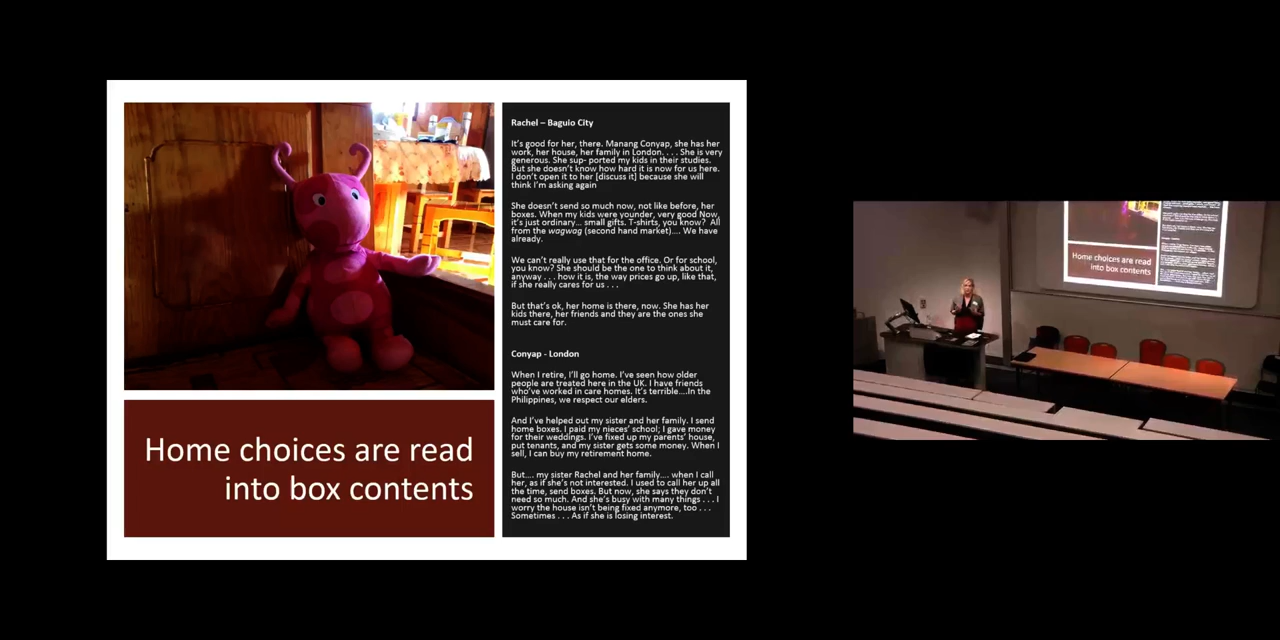 Rachel – Baguio City
It's good for her, there. Manang Conyap, she has her
work, her house, her family in London. . . . She is very
generous. She sup- ported my kids in their studies.
But she doesn't know how hard it is now for us here.
I don't open it to her [discuss it] because she will
think I'm asking again
She doesn't send so much now, not like before, her
boxes. When my kids were younder, very good Now,
it's just ordinary... small gifts. T-shirts, you know? All
from the wagwag (second hand market).... We have
already.
We can't really use that for the office. Or for school,
you know? She should be the one to think about it,
anyway . . . how it is, the way prices go up, like that,
if she really cares for us . . .
But that's ok, her home is there, now. She has her
kids there, her friends and they are the ones she
must care for.
Conyap - London
When I retire, I'll go home. I've seen how older
people are treated here in the UK. I have friends
who've worked in care homes. It's terrible....In the
Philippines, we respect our elders.
And I've helped out my sister and her family. I send
home boxes. I paid my nieces' school; I gave money
for their weddings. I've fixed up my parents' house,
put tenants, and my sister gets some money. When I
sell, I can buy my retirement home.
But.... my sister Rachel and her family.... when I call
her, as if she's not interested. I used to call her up all
the time, send boxes. But now, she says they don't
need so much. And she's busy with many things . . . I
worry the house isn't being fixed anymore, too . . .
Sometimes . . . As if she is losing interest.
Home choices are read
into box contents
Home choices are read
into box contents